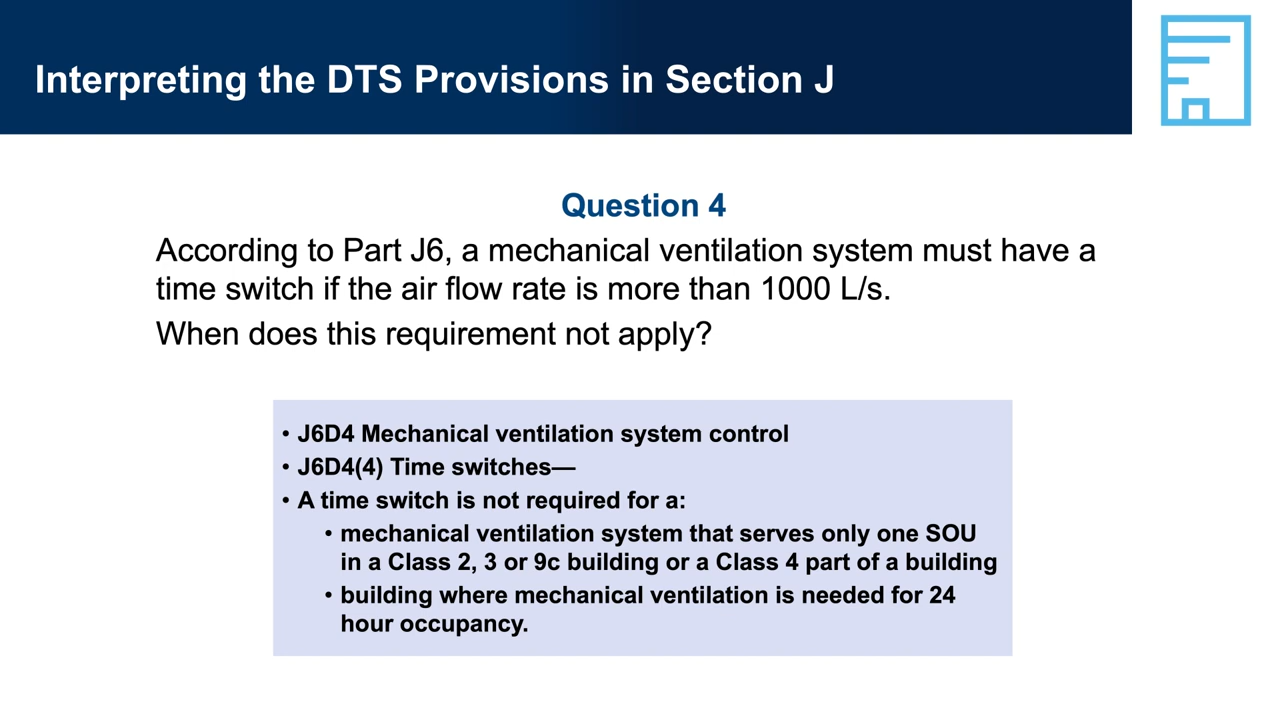 Interpreting the DTS Provisions in Section J
Question 4
According to Part J6, a mechanical ventilation system must have a
time switch if the air flow rate is more than 1000 L/s.
When does this requirement not apply?
• J6D4 Mechanical ventilation system control
• J6D4(4) Time switches—
• A time switch is not required for a:
• mechanical ventilation system that serves only one SOU
in a Class 2, 3 or 9c building or a Class 4 part of a building
• building where mechanical ventilation is needed for 24
hour occupancy.